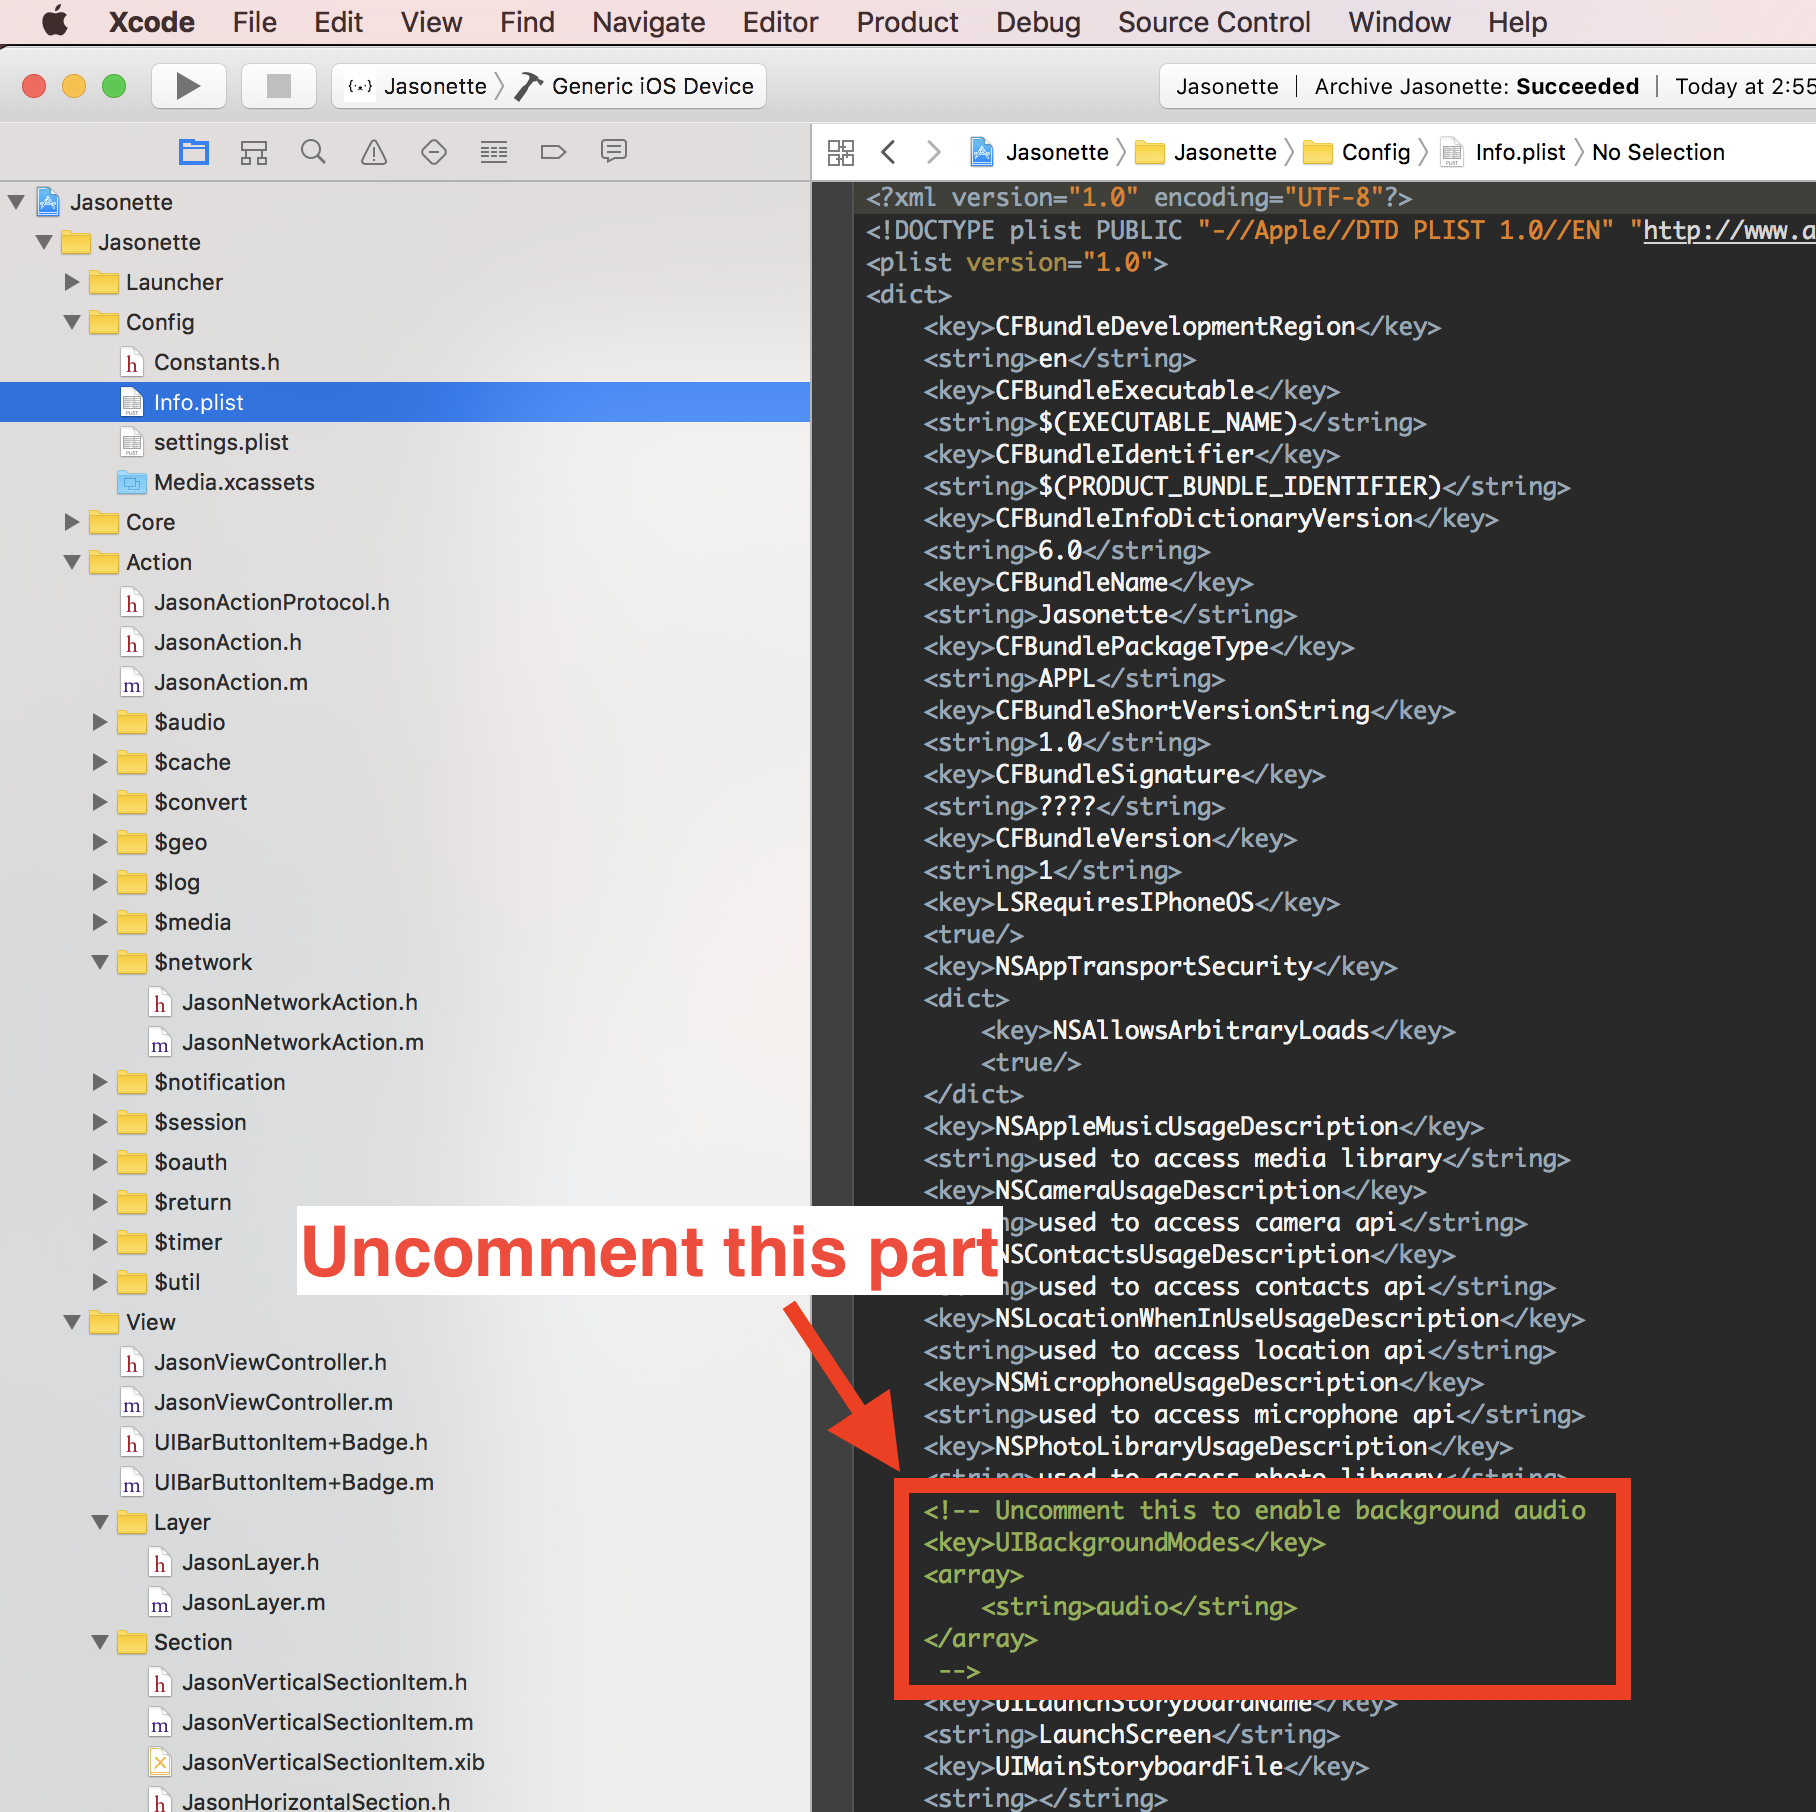 Xcode File Edit View Find Navigate Editor Product Debug Source Control Window Help
Jasonette Generic iOS Device
Jasonette | Archive Jasonette: Succeeded | Today at 2:55
Jasonette Jasonette Config Info.plist No Selection
Jasonette
Jasonette
Launcher
Config
Constants.h
Info.plist
settings.plist
Media.xcassets
Core
Action
JasonActionProtocol.h
JasonAction.h
JasonAction.m
$audio
$cache
$convert
$geo
$log
$media
$network
JasonNetworkAction.h
JasonNetworkAction.m
$notification
$session
$oauth
$return
$timer
$util
View
JasonViewController.h
JasonViewController.m
UIBarButtonItem+Badge.h
UIBarButtonItem+Badge.m
Layer
JasonLayer.h
JasonLayer.m
Section
JasonVerticalSectionItem.h
JasonVerticalSectionItem.m
JasonVerticalSectionItem.xib
JasonHorizontalSection.h
<?xml version="1.0" encoding="UTF-8"?>
<!DOCTYPE plist PUBLIC "-//Apple//DTD PLIST 1.0//EN" "http://www.a
<plist version="1.0">
<dict>
<key>CFBundleDevelopmentRegion</key>
<string>en</string>
<key>CFBundleExecutable</key>
<string>$(EXECUTABLE_NAME)</string>
<key>CFBundleIdentifier</key>
<string>$(PRODUCT_BUNDLE_IDENTIFIER)</string>
<key>CFBundleInfoDictionaryVersion</key>
<string>6.0</string>
<key>CFBundleName</key>
<string>Jasonette</string>
<key>CFBundlePackageType</key>
<string>APPL</string>
<key>CFBundleShortVersionString</key>
<string>1.0</string>
<key>CFBundleSignature</key>
<string>????</string>
<key>CFBundleVersion</key>
<string>1</string>
<key>LSRequiresIPhoneOS</key>
<true/>
<key>NSAppTransportSecurity</key>
<dict>
<key>NSAllowsArbitraryLoads</key>
<true/>
</dict>
<key>NSAppleMusicUsageDescription</key>
<string>used to access media library</string>
<key>NSCameraUsageDescription</key>
ng>used to access camera api</string>
NSContactsUsageDescription</key>
ng>used to access contacts api</string>
<key>NSLocationWhenInUseUsageDescription</key>
<string>used to access location api</string>
<key>NSMicrophoneUsageDescription</key>
<string>used to access microphone api</string>
<key>NSPhotoLibraryUsageDescription</key>
<string>used to access photo library</string>
<!-- Uncomment this to enable background audio
<key>UIBackgroundModes</key>
<array>
<string>audio</string>
</array>
-->
<key>UILaunchStoryboardName</key>
<string>LaunchScreen</string>
<key>UIMainStoryboardFile</key>
<string></string>
Uncomment this part